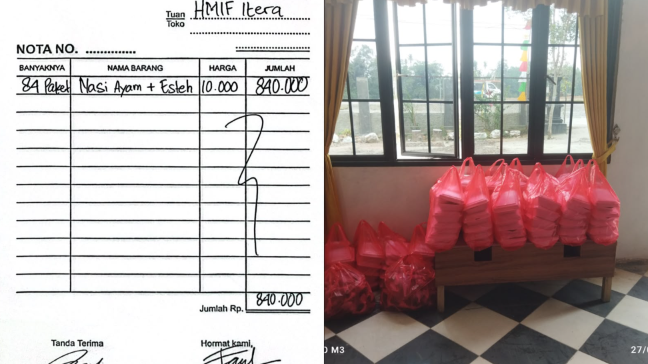 HMIF Itera
Tuan
Toko
NOTA NO. ..............
BANYAKNYA NAMA BARANG HARGA JUMLAH
84 Paket Nasi Ayam + Esteh 10.000 840.000
Jumlah Rp. 840.000
Tanda Terima Hormat kami,
0 M3
27/0